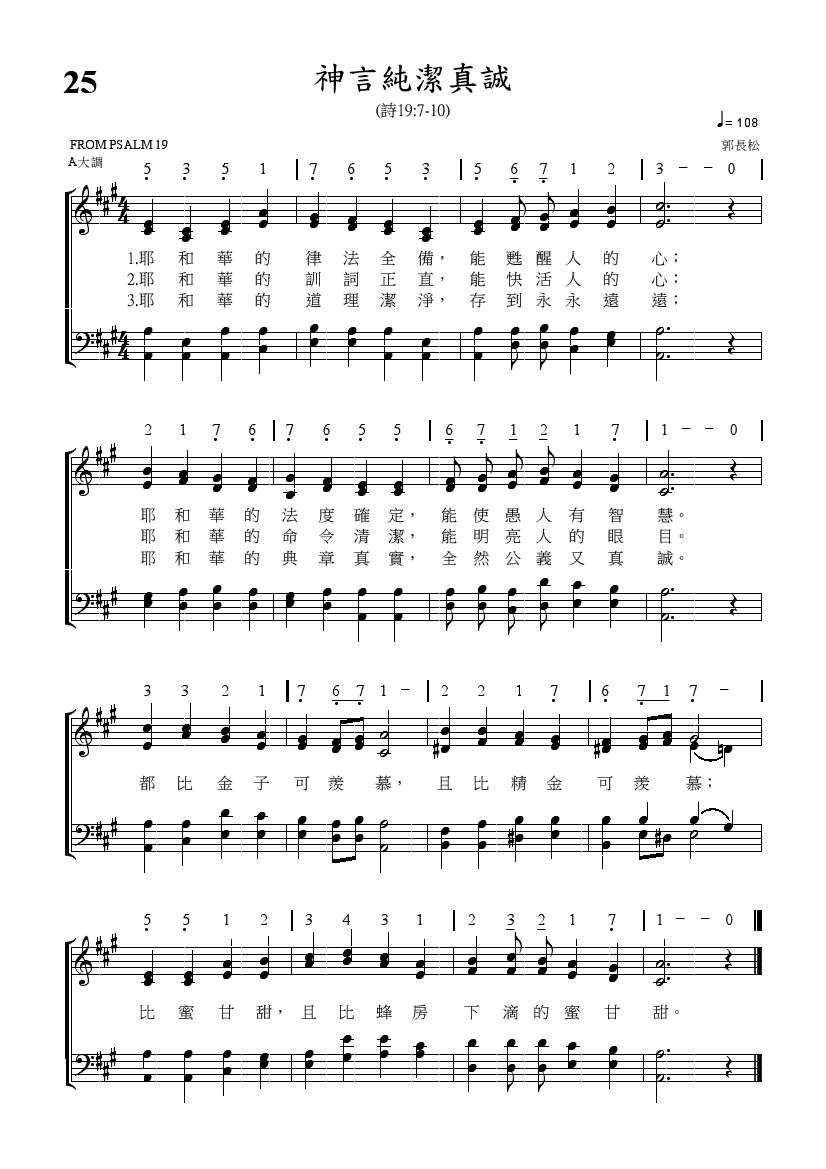 25
神言純潔真誠
(詩19:7-10)
♩= 108
FROM PSALM 19
郭長松
A大調
5̣ 3̣ 5̣ 1 | 7̣ 6̣ 5̣ 3̣ | 5̣ 6̣ 7̣ 1 2 | 3 – – 0 |
1.耶和華的律法全備，能甦醒人的心；
2.耶和華的訓詞正直，能快活人的心；
3.耶和華的道理潔淨，存到永永遠遠；
2 1 7̣ 6̣ | 7̣ 6̣ 5̣ 5̣ | 6̣ 7̣ 1 2 1 7̣ | 1 – – 0 |
耶和華的法度確定，能使愚人有智慧。
耶和華的命令清潔，能明亮人的眼目。
耶和華的典章真實，全然公義又真誠。
3 3 2 1 | 7̣ 6̣ 7̣ 1 – | 2 2 1 7̣ | 6̣ 7̣ 1 7̣ – |
都比金子可羨慕，且比精金可羨慕；
5̣ 5̣ 1 2 | 3 4 3 1 | 2 3 2 1 7̣ | 1 – – 0
比蜜甘甜，且比蜂房下滴的蜜甘甜。